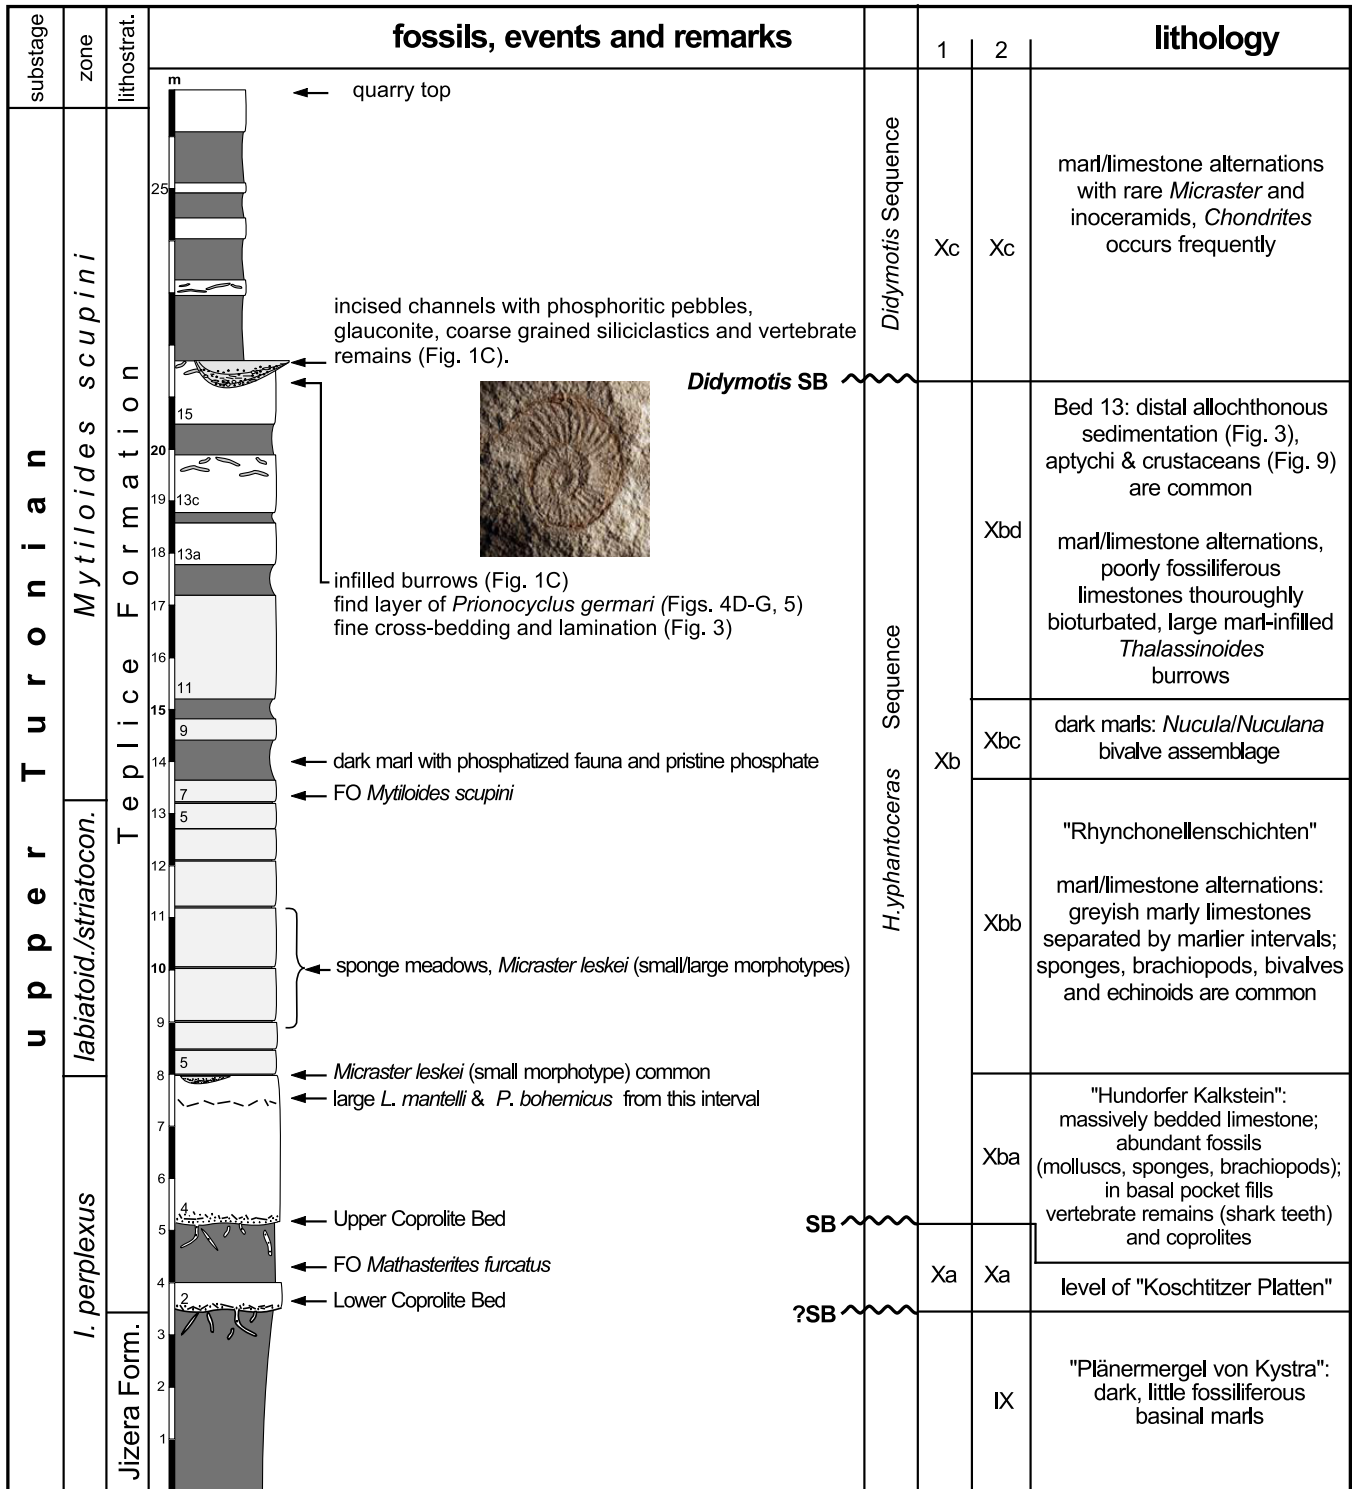 substage
zone
lithostrat.
fossils, events and remarks
1
2
lithology
upper Turonian
Mytiloides scupini
labiatoid./striatocon.
I. perplexus
Teplice Formation
Jizera Form.
m
25
20
19
18
17
16
15
14
13
12
11
10
9
8
7
6
5
4
3
2
1
15
13c
13a
11
9
7
5
5
4
2
quarry top
incised channels with phosphoritic pebbles,
glauconite, coarse grained siliciclastics and vertebrate
remains (Fig. 1C).
Didymotis SB
infilled burrows (Fig. 1C)
find layer of Prionocyclus germari (Figs. 4D-G, 5)
fine cross-bedding and lamination (Fig. 3)
dark marl with phosphatized fauna and pristine phosphate
FO Mytiloides scupini
sponge meadows, Micraster leskei (small/large morphotypes)
Micraster leskei (small morphotype) common
large L. mantelli & P. bohemicus from this interval
Upper Coprolite Bed
SB
FO Mathasterites furcatus
Lower Coprolite Bed
?SB
Didymotis Sequence
H.yphantoceras Sequence
Xc
Xb
Xa
Xc
Xbd
Xbc
Xbb
Xba
Xa
IX
marl/limestone alternations
with rare Micraster and
inoceramids, Chondrites
occurs frequently
Bed 13: distal allochthonous
sedimentation (Fig. 3),
aptychi & crustaceans (Fig. 9)
are common
marl/limestone alternations,
poorly fossiliferous
limestones thouroughly
bioturbated, large marl-infilled
Thalassinoides
burrows
dark marls: Nucula/Nuculana
bivalve assemblage
"Rhynchonellenschichten"
marl/limestone alternations:
greyish marly limestones
separated by marlier intervals;
sponges, brachiopods, bivalves
and echinoids are common
"Hundorfer Kalkstein":
massively bedded limestone;
abundant fossils
(molluscs, sponges, brachiopods);
in basal pocket fills
vertebrate remains (shark teeth)
and coprolites
level of "Koschtitzer Platten"
"Plänermergel von Kystra":
dark, little fossiliferous
basinal marls